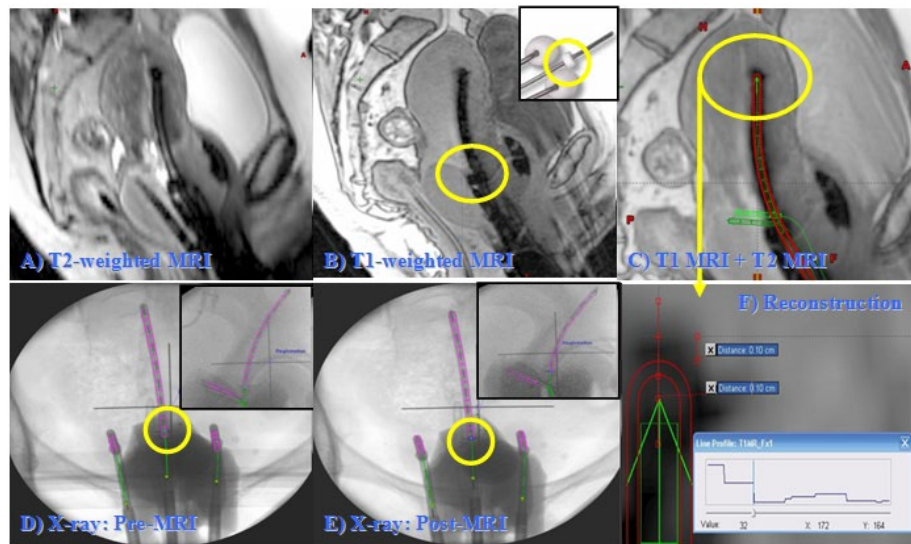 H
A
P
F
A) T2-weighted MRI
B) T1-weighted MRI
C) T1 MRI + T2 MRI
F) Reconstruction
X Distance: 0.10 cm
X Distance: 0.10 cm
Line Profile: T1MR_Fx1
X
Value: 32 X: 172 Y: 164
D) X-ray: Pre-MRI
E) X-ray: Post-MRI